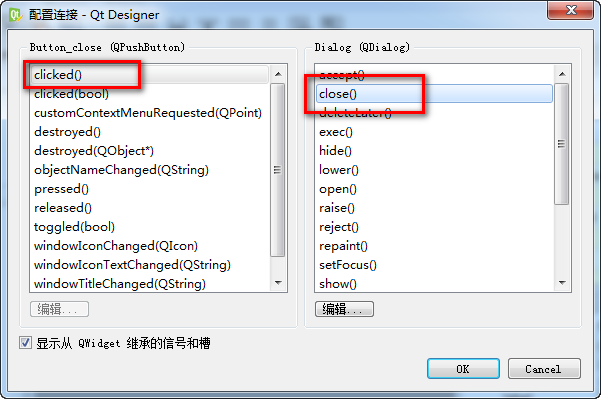 配置连接 - Qt Designer
Button_close (QPushButton)
clicked()
clicked(bool)
customContextMenuRequested(QPoint)
destroyed()
destroyed(QObject*)
objectNameChanged(QString)
pressed()
released()
toggled(bool)
windowIconChanged(QIcon)
windowIconTextChanged(QString)
windowTitleChanged(QString)
编辑...
Dialog (QDialog)
accept()
close()
deleteLater()
exec()
hide()
lower()
open()
raise()
reject()
repaint()
setFocus()
show()
编辑...
显示从 QWidget 继承的信号和槽
OK
Cancel